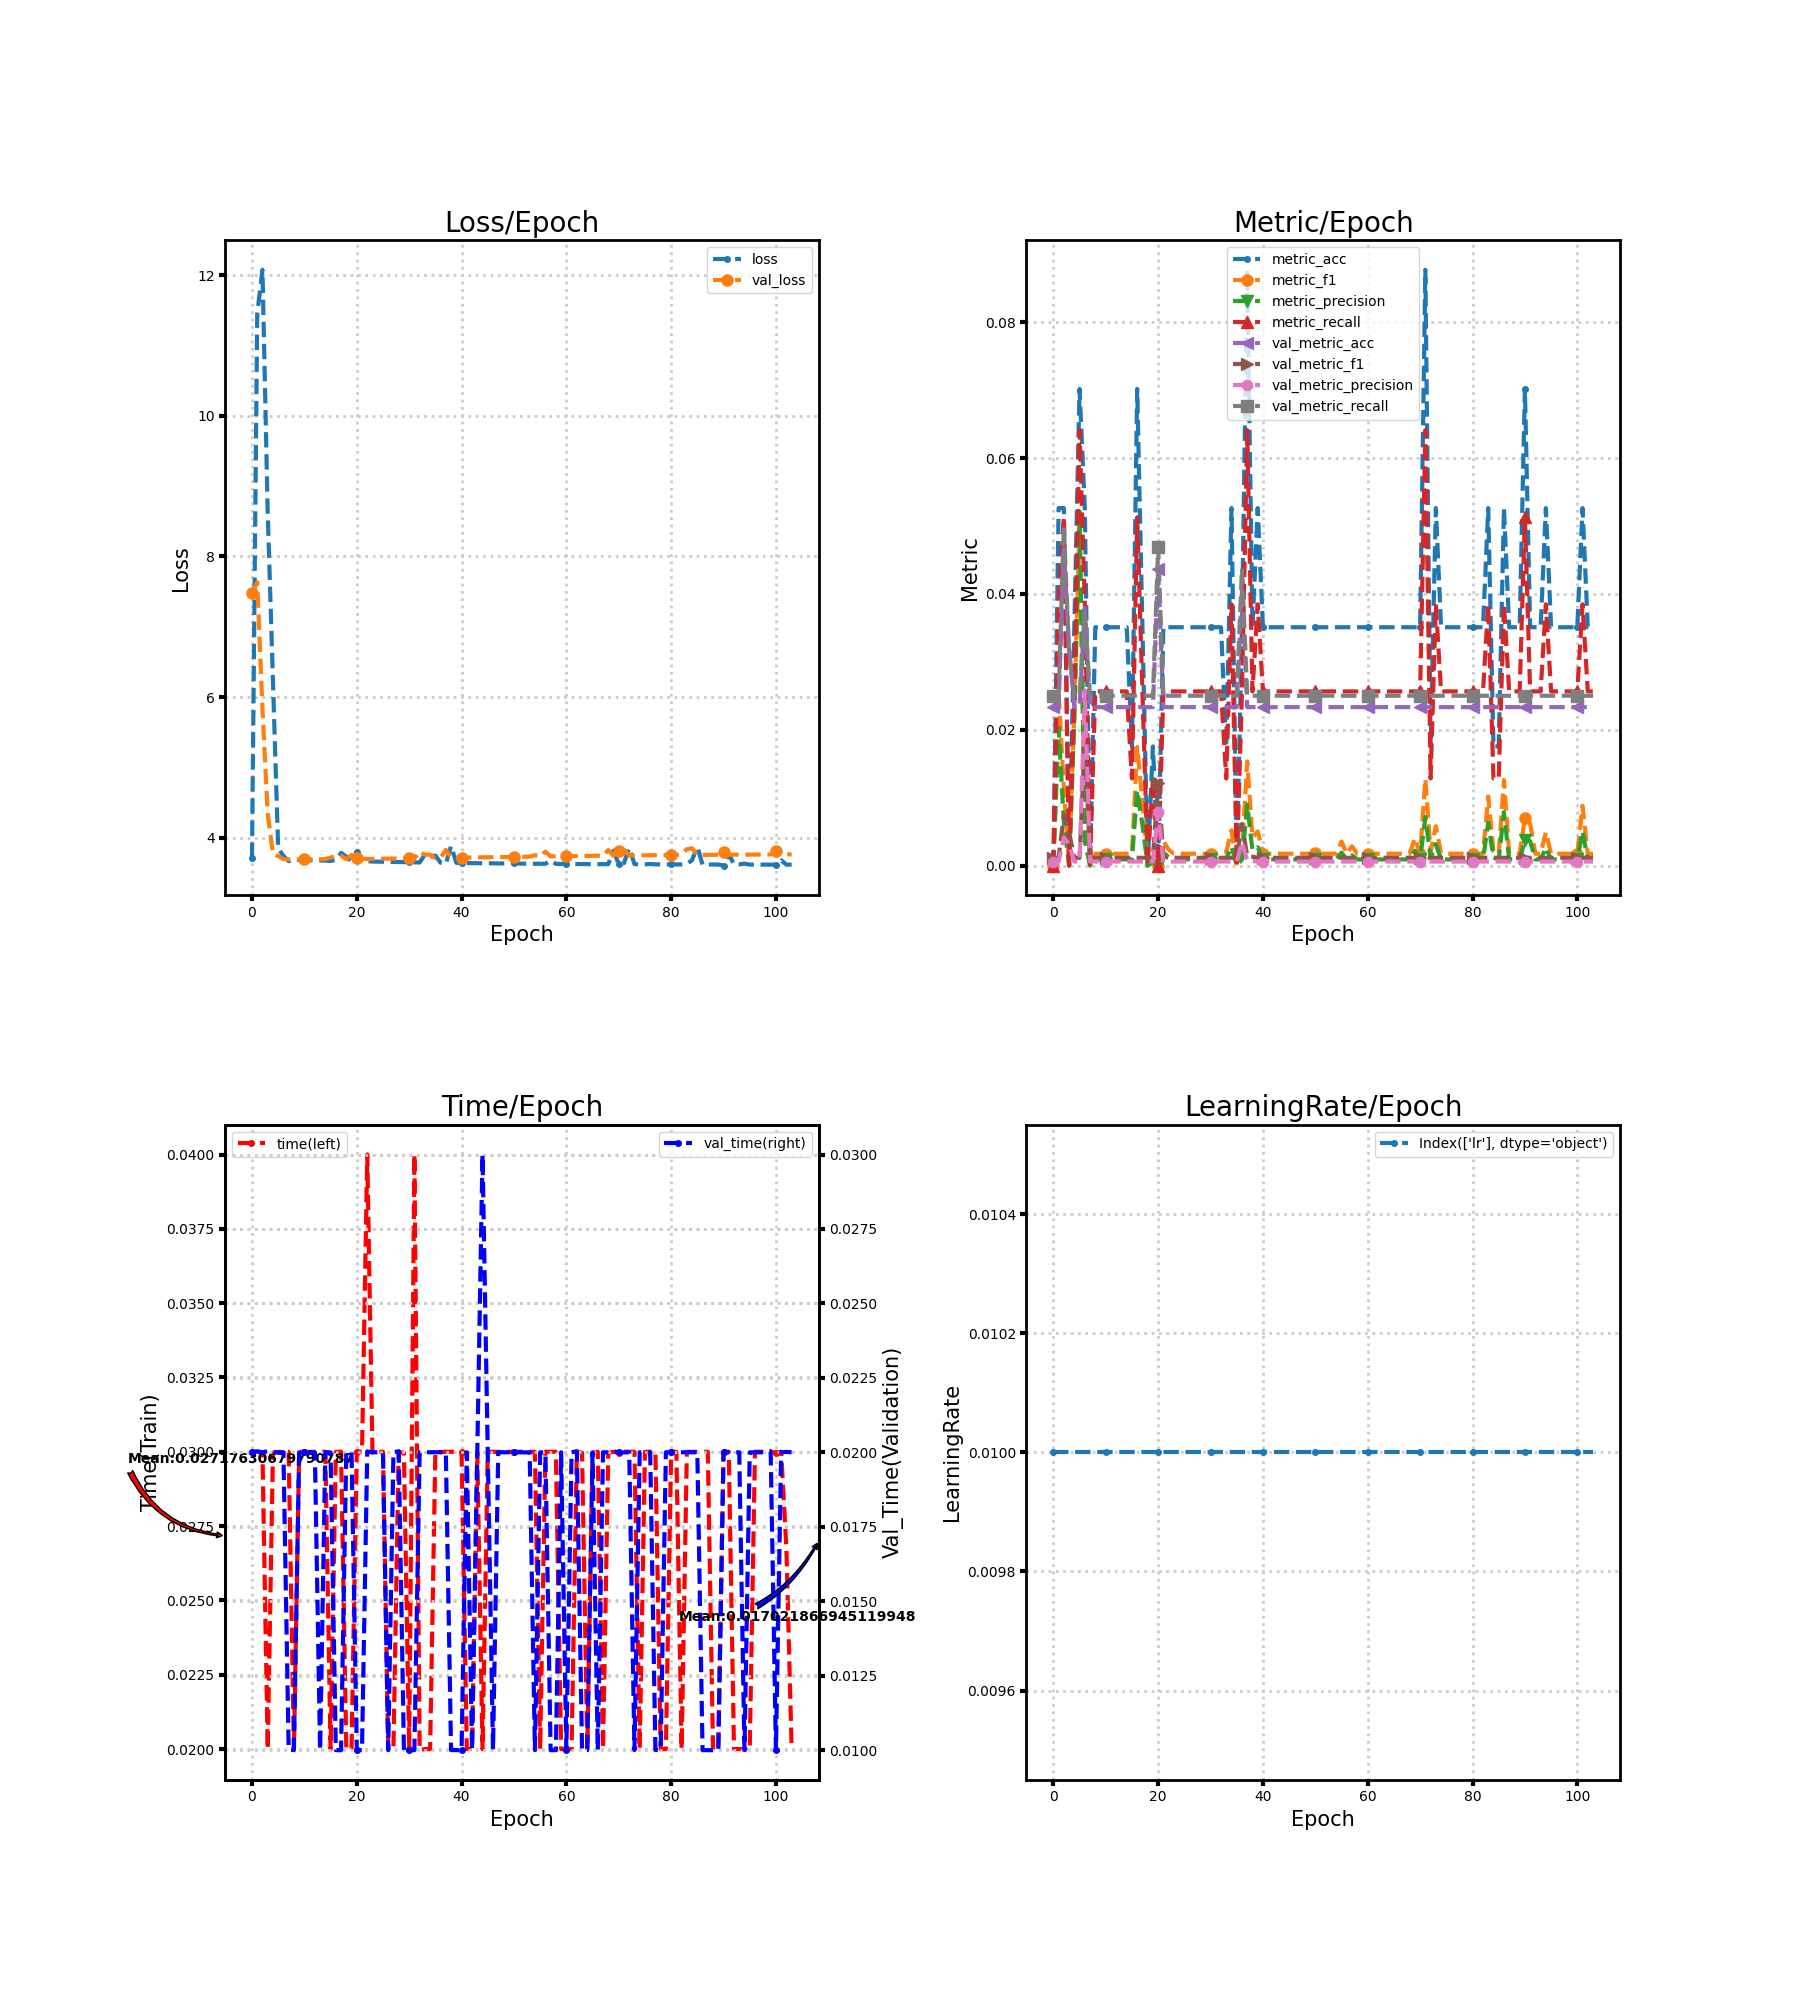 Loss/Epoch
loss
val_loss
12
10
8
6
4
Loss
0
20
40
60
80
100
Epoch
Metric/Epoch
metric_acc
metric_f1
metric_precision
metric_recall
val_metric_acc
val_metric_f1
val_metric_precision
val_metric_recall
0.08
0.06
0.04
0.02
0.00
Metric
0
20
40
60
80
100
Epoch
Time/Epoch
time(left)
val_time(right)
0.0400
0.0375
0.0350
0.0325
0.0300
0.0275
0.0250
0.0225
0.0200
Time(Train)
0.0300
0.0275
0.0250
0.0225
0.0200
0.0175
0.0150
0.0125
0.0100
Val_Time(Validation)
Mean:0.017021866945119948
0
20
40
60
80
100
Epoch
LearningRate/Epoch
Index(['lr'], dtype='object')
0.0104
0.0102
0.0100
0.0098
0.0096
LearningRate
0
20
40
60
80
100
Epoch